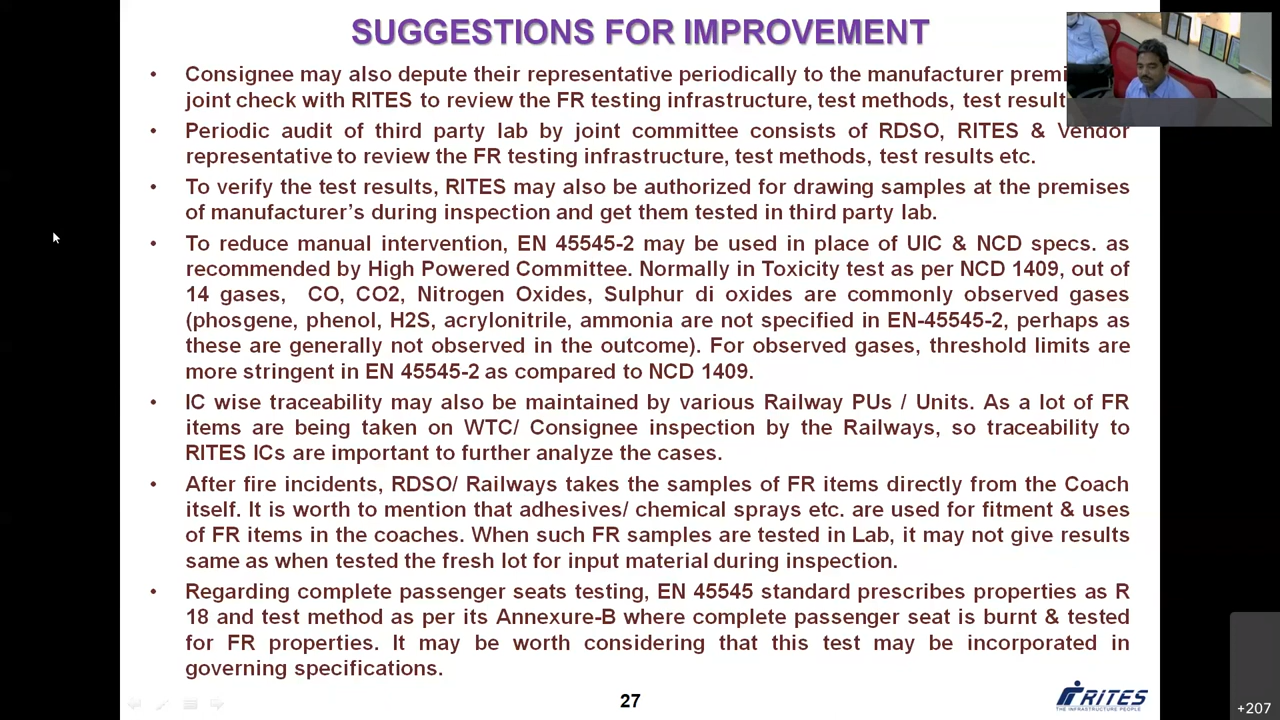 SUGGESTIONS FOR IMPROVEMENT
• Consignee may also depute their representative periodically to the manufacturer
joint check with RITES to review the FR testing infrastructure, test methods, test
• Periodic audit of third party lab by joint committee consists of RDSO, RITES & Vendor
representative to review the FR testing infrastructure, test methods, test results etc.
• To verify the test results, RITES may also be authorized for drawing samples at the premises
of manufacturer's during inspection and get them tested in third party lab.
• To reduce manual intervention, EN 45545-2 may be used in place of UIC & NCD specs. as
recommended by High Powered Committee. Normally in Toxicity test as per NCD 1409, out of
14 gases, CO, CO2, Nitrogen Oxides, Sulphur di oxides are commonly observed gases
(phosgene, phenol, H2S, acrylonitrile, ammonia are not specified in EN-45545-2, perhaps as
these are generally not observed in the outcome). For observed gases, threshold limits are
more stringent in EN 45545-2 as compared to NCD 1409.
• IC wise traceability may also be maintained by various Railway PUs / Units. As a lot of FR
items are being taken on WTC/ Consignee inspection by the Railways, so traceability to
RITES ICs are important to further analyze the cases.
• After fire incidents, RDSO/ Railways takes the samples of FR items directly from the Coach
itself. It is worth to mention that adhesives/ chemical sprays etc. are used for fitment & uses
of FR items in the coaches. When such FR samples are tested in Lab, it may not give results
same as when tested the fresh lot for input material during inspection.
• Regarding complete passenger seats testing, EN 45545 standard prescribes properties as R
18 and test method as per its Annexure-B where complete passenger seat is burnt & tested
for FR properties. It may be worth considering that this test may be incorporated in
governing specifications.
27
RITES
THE INFRASTRUCTURE PEOPLE
+207